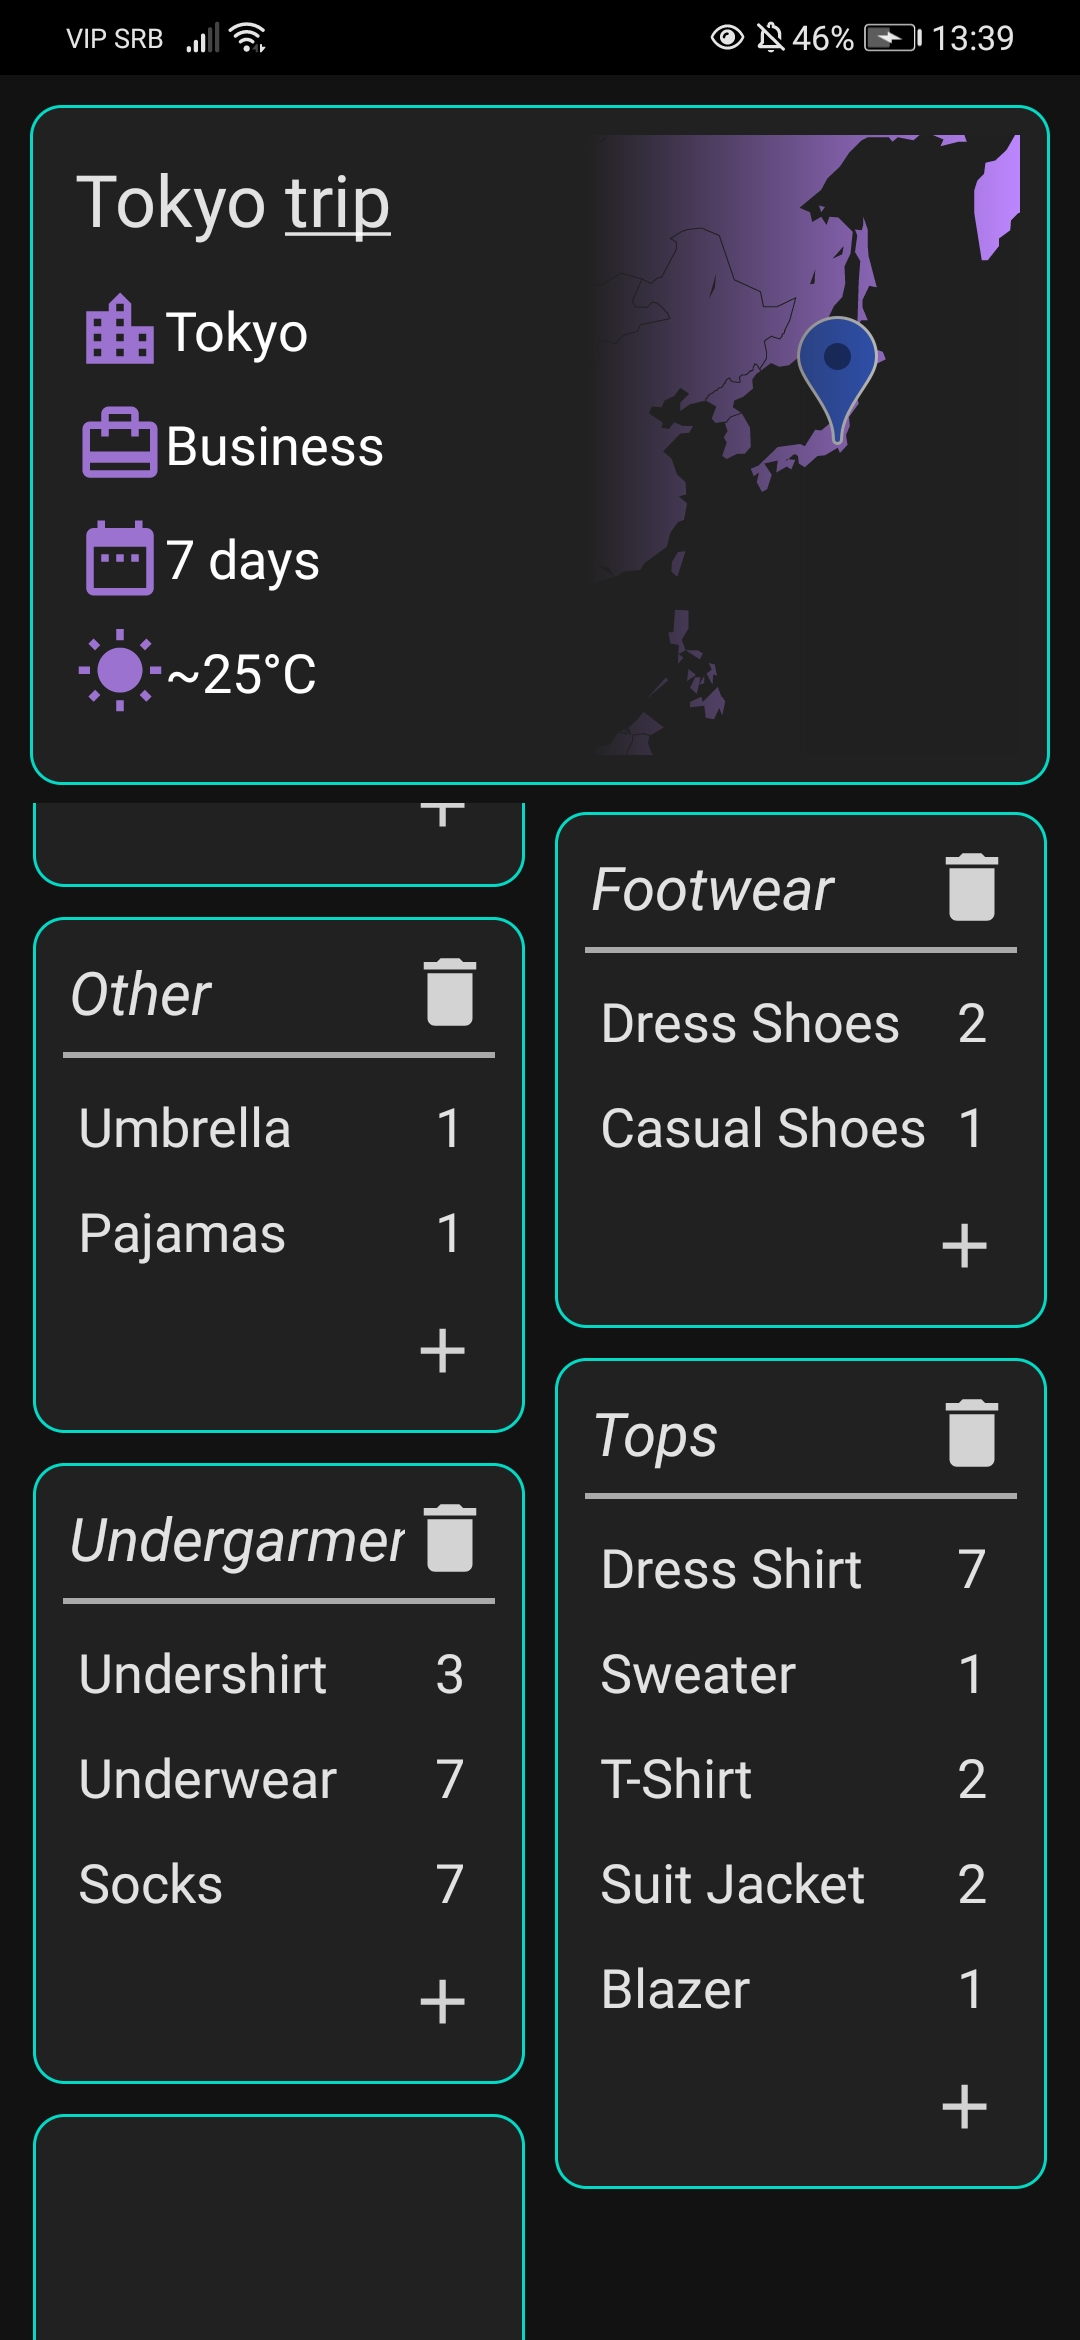 VIP SRB 46% 13:39
Tokyo trip
Tokyo
Business
7 days
~25°C
Other
Umbrella 1
Pajamas 1
Undergarmer
Undershirt 3
Underwear 7
Socks 7
Footwear
Dress Shoes 2
Casual Shoes 1
Tops
Dress Shirt 7
Sweater 1
T-Shirt 2
Suit Jacket 2
Blazer 1